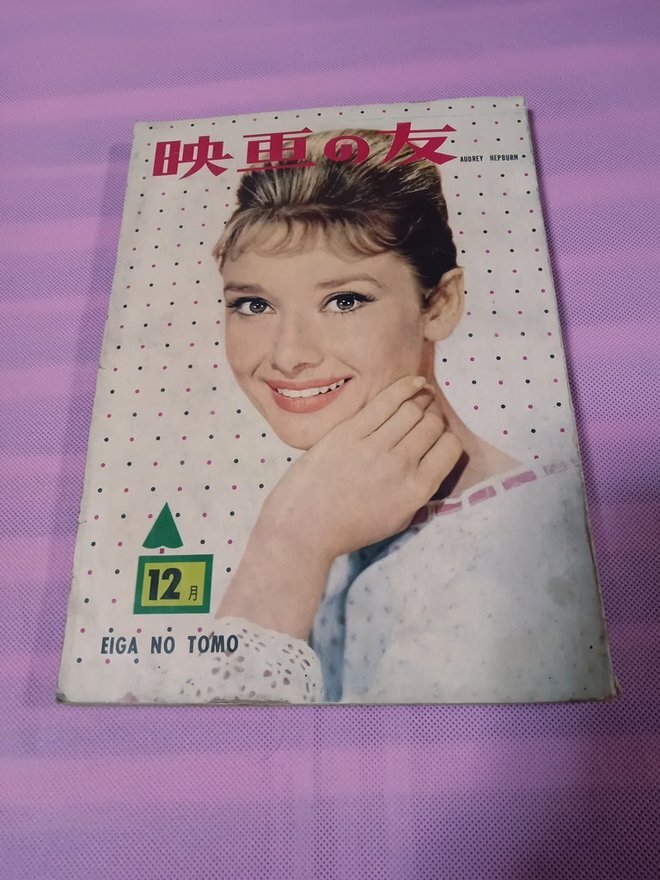 映画の友
AUDREY HEPBURN
12月
EIGA NO TOMO